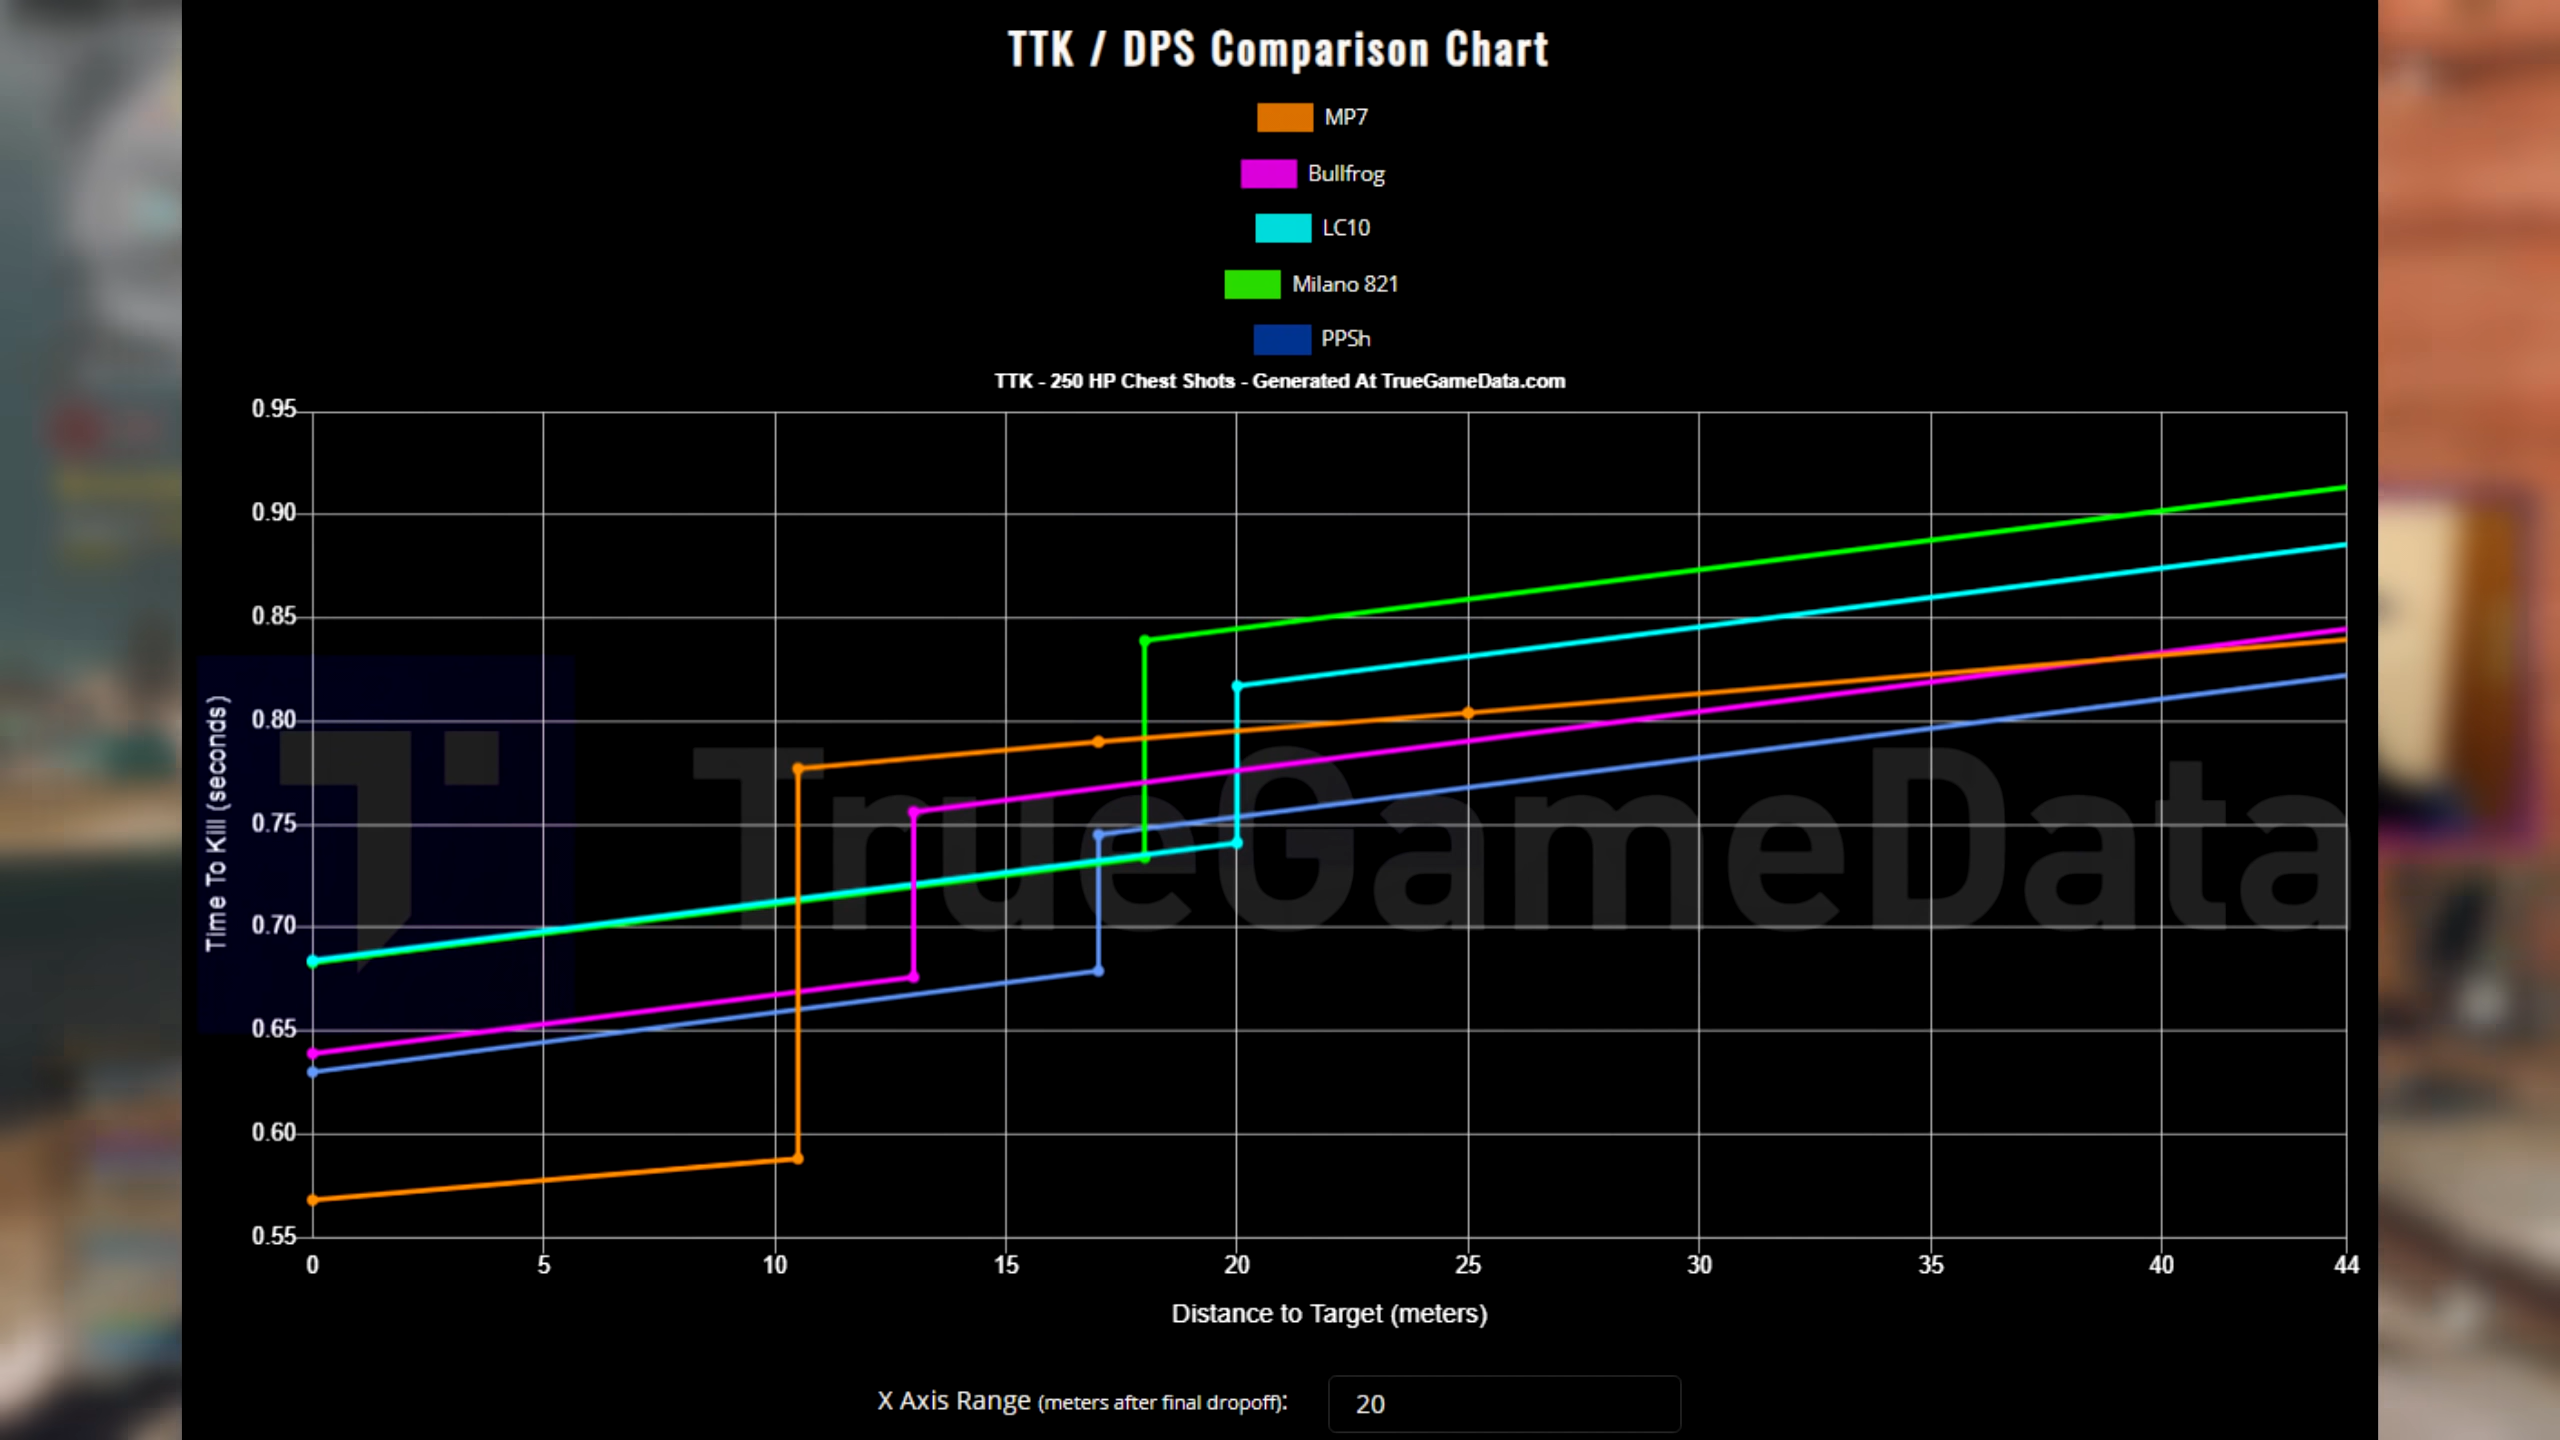 TTK / DPS Comparison Chart
MP7
Bullfrog
LC10
Milano 821
PPSh
TTK - 250 HP Chest Shots - Generated At TrueGameData.com
0.95
0.90
0.85
0.80
0.75
0.70
0.65
0.60
0.55
Time To Kill (seconds)
TrueGameData
0 5 10 15 20 25 30 35 40 44
Distance to Target (meters)
X Axis Range (meters after final dropoff): 20